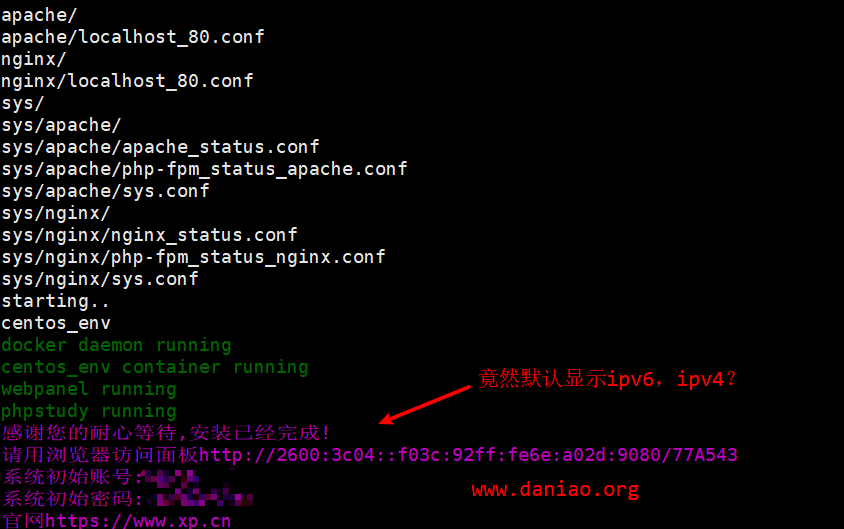 apache/
apache/localhost_80.conf
nginx/
nginx/localhost_80.conf
sys/
sys/apache/
sys/apache/apache_status.conf
sys/apache/php-fpm_status_apache.conf
sys/apache/sys.conf
sys/nginx/
sys/nginx/nginx_status.conf
sys/nginx/php-fpm_status_nginx.conf
sys/nginx/sys.conf
starting..
centos_env
docker daemon running
centos_env container running
webpanel running
竟然默认显示ipv6，ipv4？
phpstudy running
感谢您的耐心等待,安装已经完成!
请用浏览器访问面板http://2600:3c04::f03c:92ff:fe6e:a02d:9080/77A543
系统初始账号:
系统初始密码:
www.daniao.org
官网https://www.xp.cn